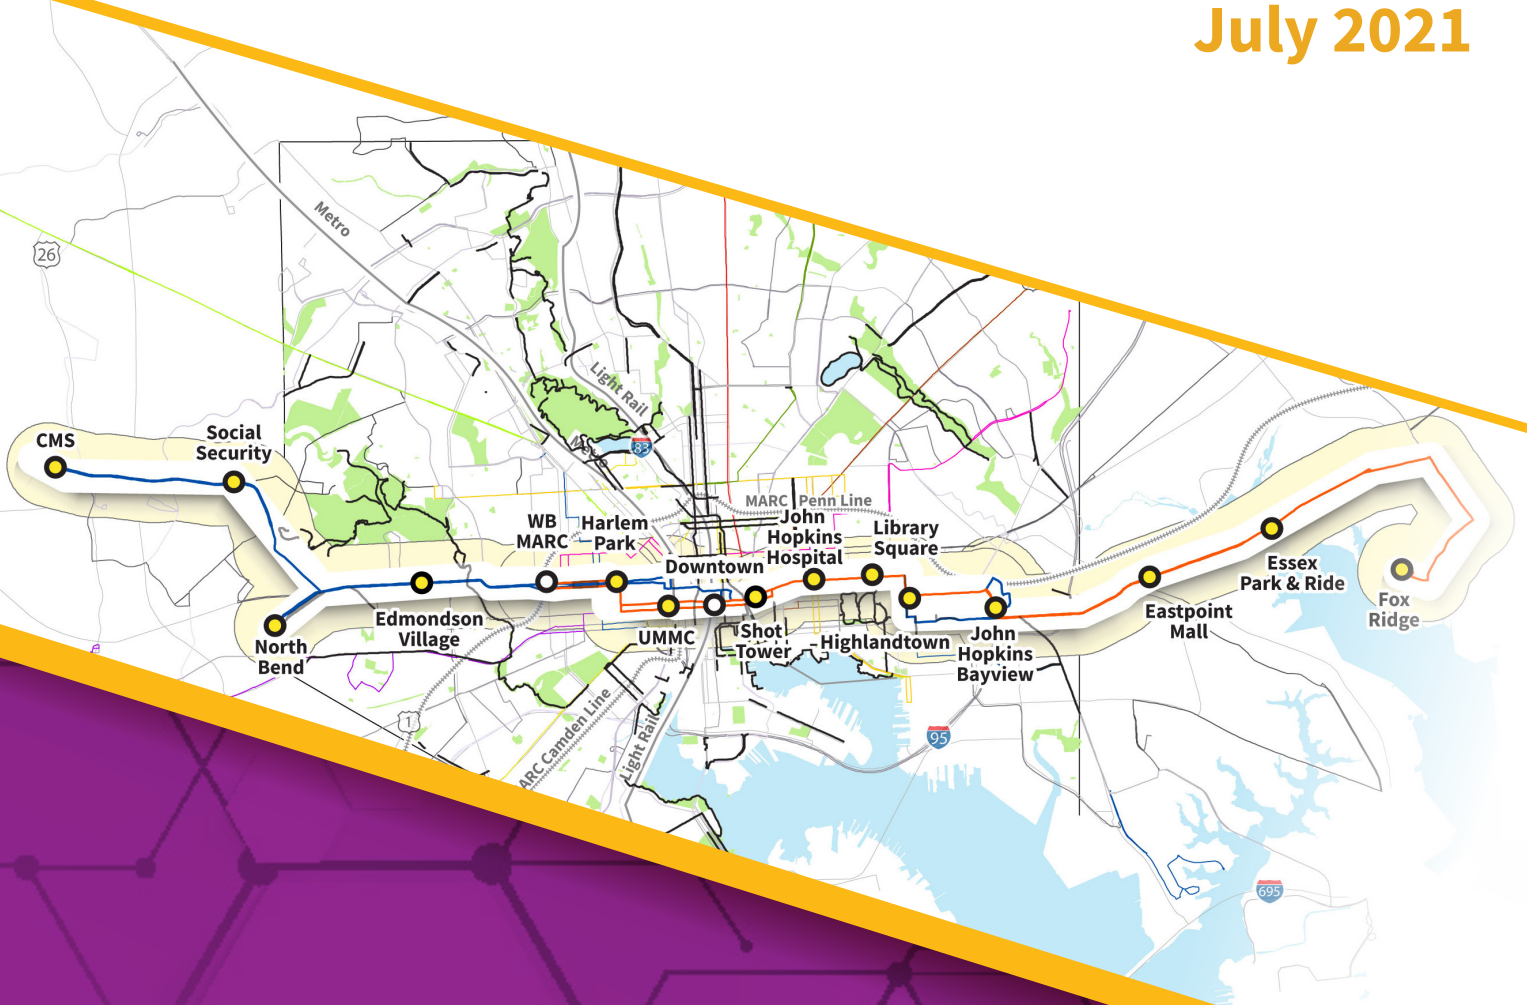 July 2021
Metro
26
Light Rail
83
Metro
CMS
Social
Security
MARC Penn Line
WB
MARC
Harlem
Park
John
Hopkins
Hospital
Library
Square
Downtown
Essex
Park & Ride
Fox
Ridge
Edmondson
Village
North
Bend
UMMC
Shot
Tower
Highlandtown
John
Hopkins
Bayview
Eastpoint
Mall
1
ARC Camden Line
Light Rail
95
695